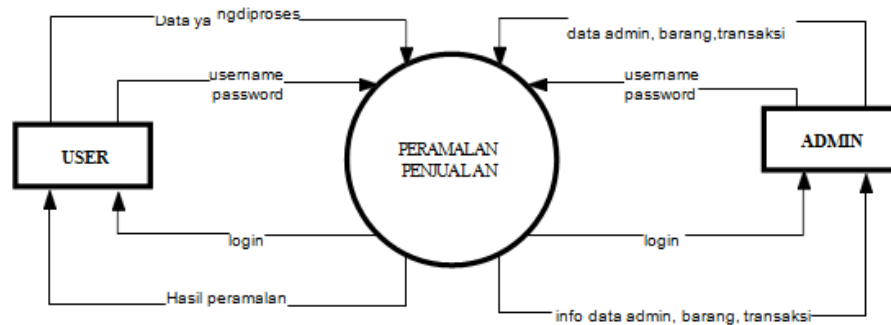 Data ya ngdiproses
data admin, barang,transaksi
username
password
username
password
USER
PERAMALAN
PENJUALAN
ADMIN
login
login
Hasil peramalan
info data admin, barang, transaksi